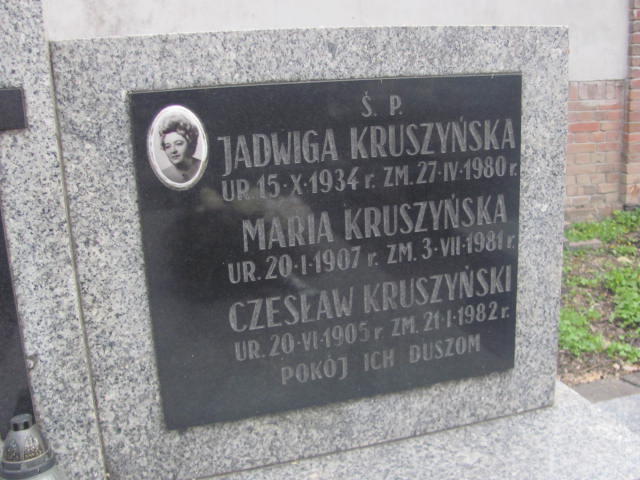 Ś. P.
JADWIGA KRUSZYŃSKA
UR. 15·X·1934 r. ZM. 27·IV·1980 r.
MARIA KRUSZYŃSKA
UR. 20·I·1907 r. ZM. 3·VII·1981 r.
CZESŁAW KRUSZYŃSKI
UR. 20·VI·1905 r. ZM. 21·I·1982 r.
POKÓJ ICH DUSZOM